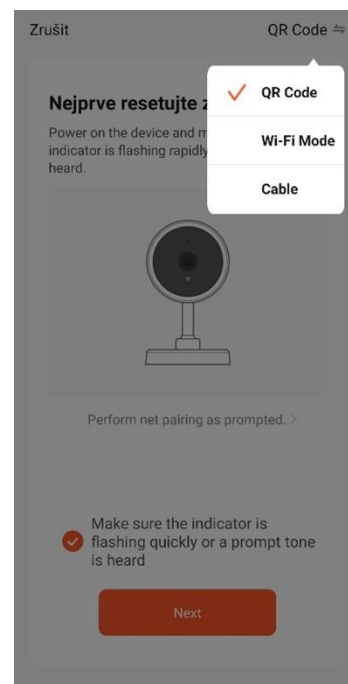 Zrušit
QR Code
QR Code
Wi-Fi Mode
Cable
Nejprve resetujte
Power on the device and
indicator is flashing rapidly
heard.
Perform net pairing as prompted. >
Make sure the indicator is
flashing quickly or a prompt tone
is heard
Next